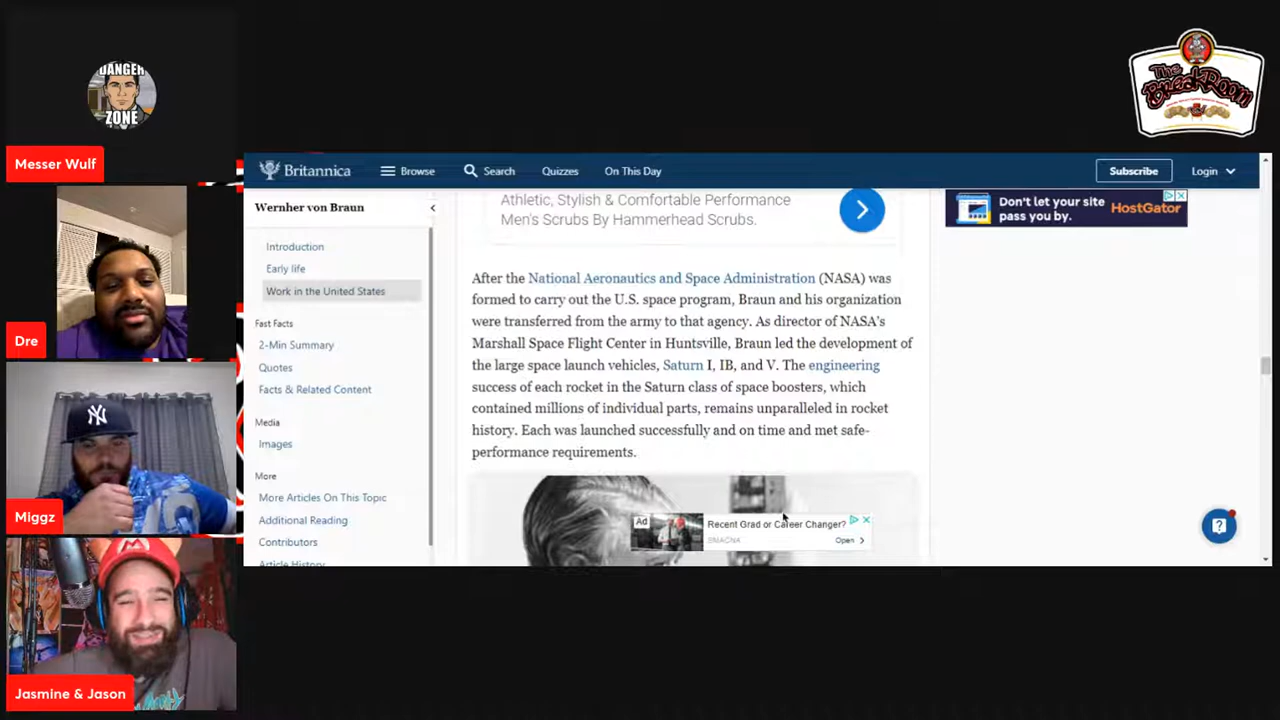 DANGER
ZONE
Messer Wulf
Dre
Miggz
Jasmine & Jason
The
BreakRoom
Britannica
Browse
Search
Quizzes
On This Day
Subscribe
Login
Wernher von Braun
Introduction
Early life
Work in the United States
Fast Facts
2-Min Summary
Quotes
Facts & Related Content
Media
Images
More
More Articles On This Topic
Additional Reading
Contributors
Article History
Athletic, Stylish & Comfortable Performance
Men's Scrubs By Hammerhead Scrubs.
After the National Aeronautics and Space Administration (NASA) was
formed to carry out the U.S. space program, Braun and his organization
were transferred from the army to that agency. As director of NASA's
Marshall Space Flight Center in Huntsville, Braun led the development of
the large space launch vehicles, Saturn I, IB, and V. The engineering
success of each rocket in the Saturn class of space boosters, which
contained millions of individual parts, remains unparalleled in rocket
history. Each was launched successfully and on time and met safe-
performance requirements.
Ad
Recent Grad or Career Changer?
EMAGNA
Open
Don't let your site
pass you by.
HostGator